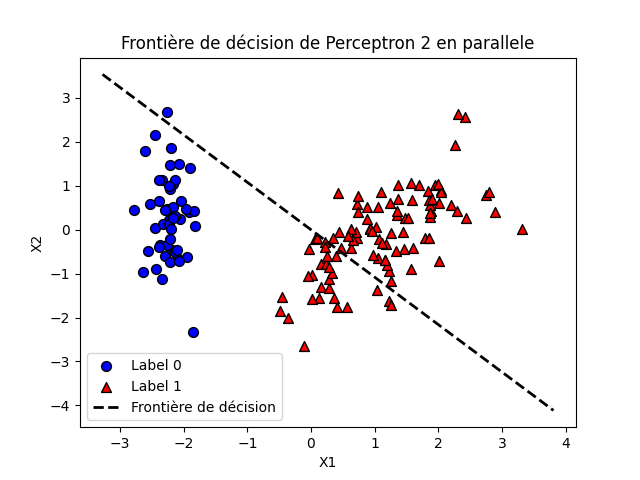 Frontière de décision de Perceptron 2 en parallele
X2
3
2
1
0
−1
−2
−3
−4
Label 0
Label 1
Frontière de décision
−3 −2 −1 0 1 2 3 4
X1